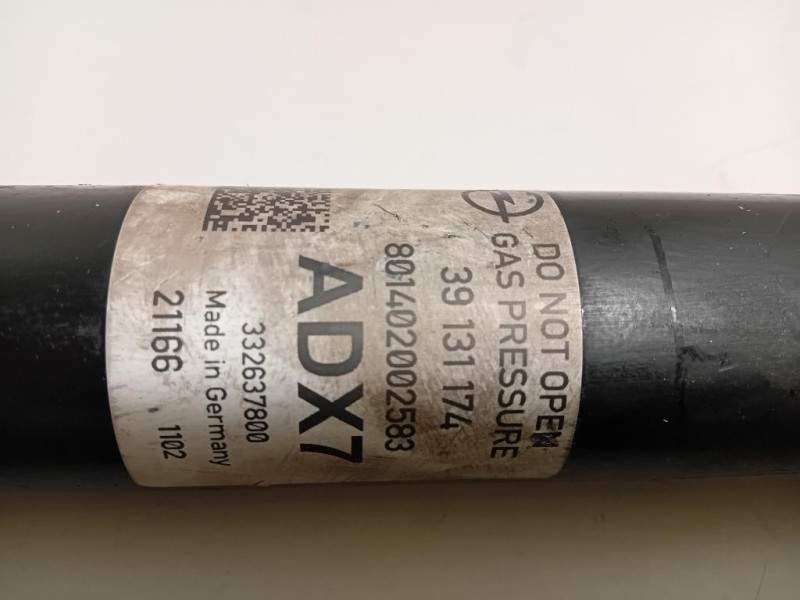 DO NOT OPEN
GAS PRESSURE
39 131 174
801402002583
ADX7
332637800
Made in Germany
21166 1102